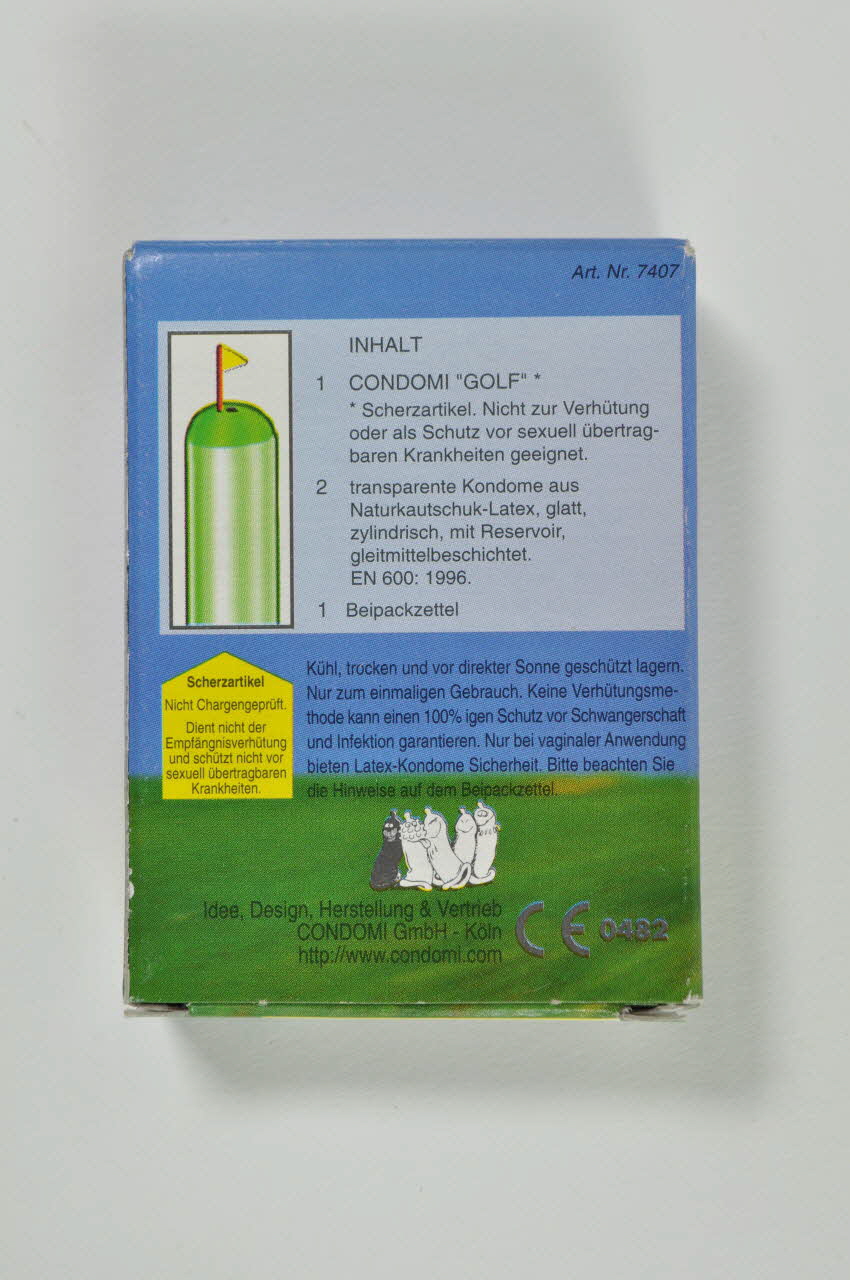 Art. Nr. 7407
INHALT
1 CONDOMI "GOLF" *
* Scherzartikel. Nicht zur Verhütung
oder als Schutz vor sexuell übertrag-
baren Krankheiten geeignet.
2 transparente Kondome aus
Naturkautschuk-Latex, glatt,
zylindrisch, mit Reservoir,
gleitmittelbeschichtet.
EN 600: 1996.
1 Beipackzettel
Scherzartikel
Nicht Chargengeprüft.
Dient nicht der
Empfängnisverhütung
und schützt nicht vor
sexuell übertragbaren
Krankheiten.
Kühl, trocken und vor direkter Sonne geschützt lagern.
Nur zum einmaligen Gebrauch. Keine Verhütungsme-
thode kann einen 100% igen Schutz vor Schwangerschaft
und Infektion garantieren. Nur bei vaginaler Anwendung
bieten Latex-Kondome Sicherheit. Bitte beachten Sie
die Hinweise auf dem Beipackzettel.
Idee, Design, Herstellung & Vertrieb
CONDOMI GmbH - Köln
http://www.condomi.com
CE 0482